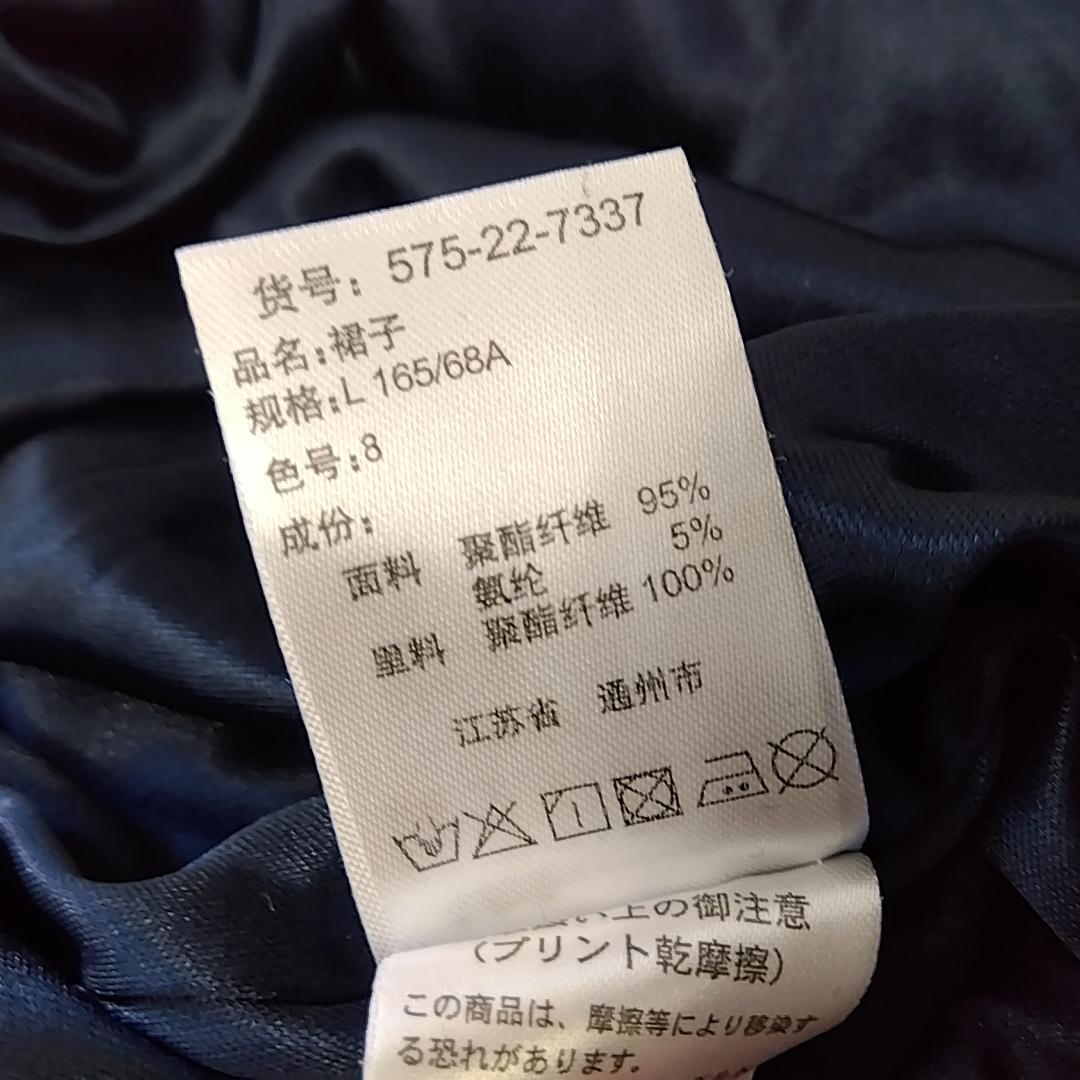 货号：575-22-7337
品名:裙子
规格:L 165/68A
色号:8
成份:
面料 聚酯纤维 95%
氨纶 5%
里料 聚酯纤维 100%
江苏省 通州市
い上の御注意
(プリント乾摩擦)
この商品は、摩擦等により移染す
る恐れがあります。